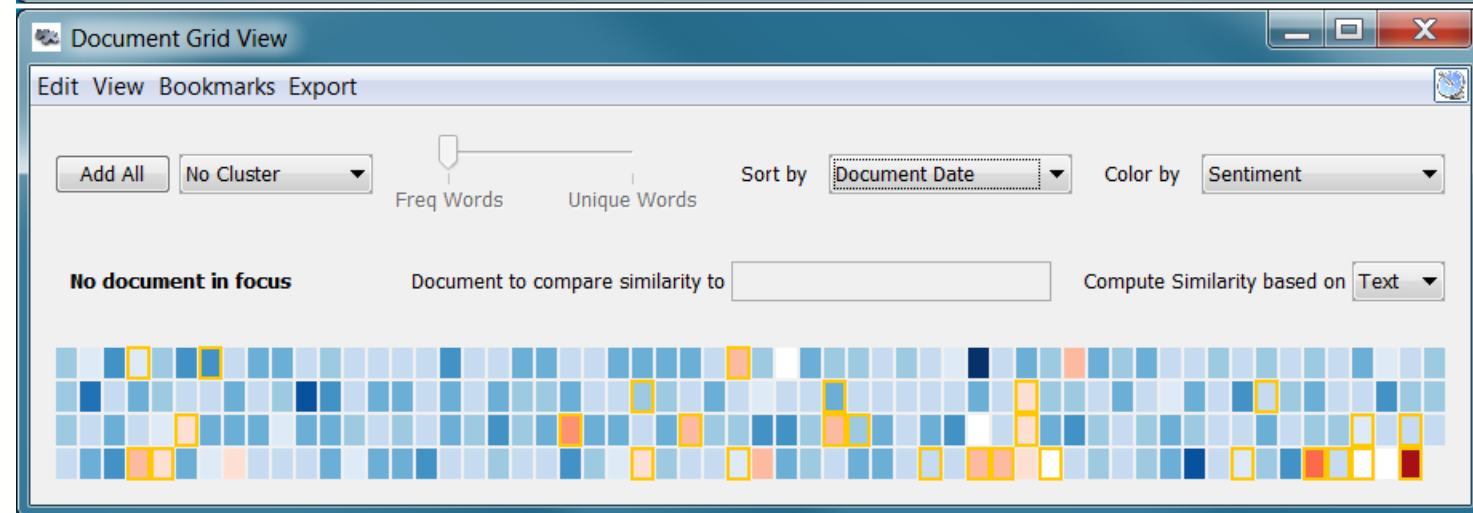 Document Grid View
Edit View Bookmarks Export
Add All No Cluster Sort by Document Date Color by Sentiment
Freq Words Unique Words
No document in focus Document to compare similarity to Compute Similarity based on Text